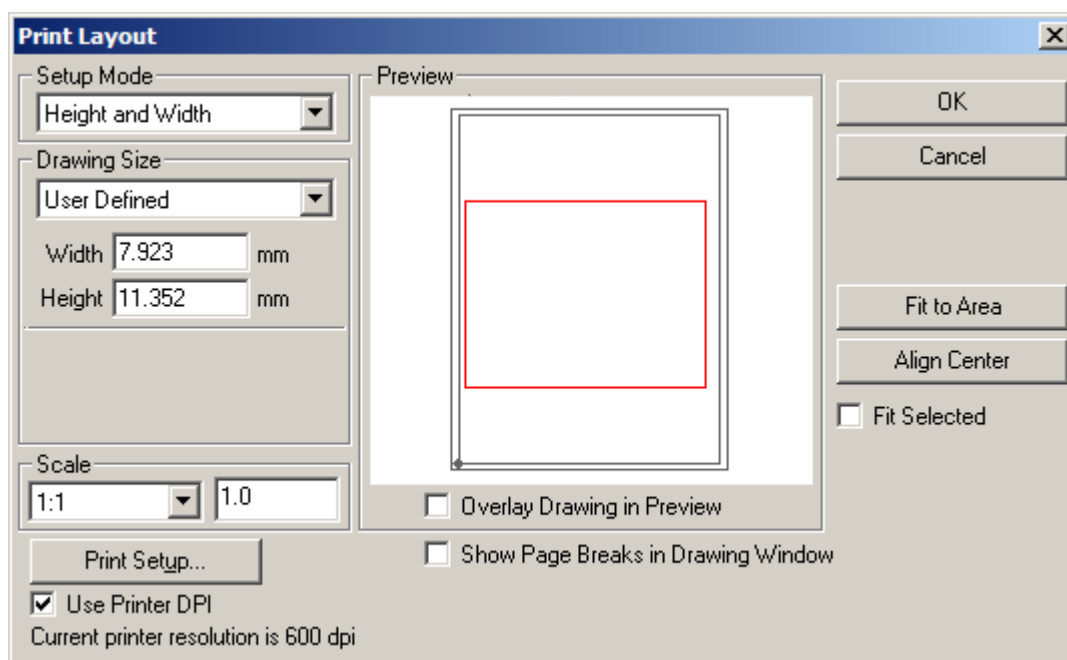 Print Layout
Setup Mode
Height and Width
Drawing Size
User Defined
Width 7.923 mm
Height 11.352 mm
Scale
1:1 1.0
Print Setup...
Use Printer DPI
Current printer resolution is 600 dpi
Preview
Overlay Drawing in Preview
Show Page Breaks in Drawing Window
OK
Cancel
Fit to Area
Align Center
Fit Selected